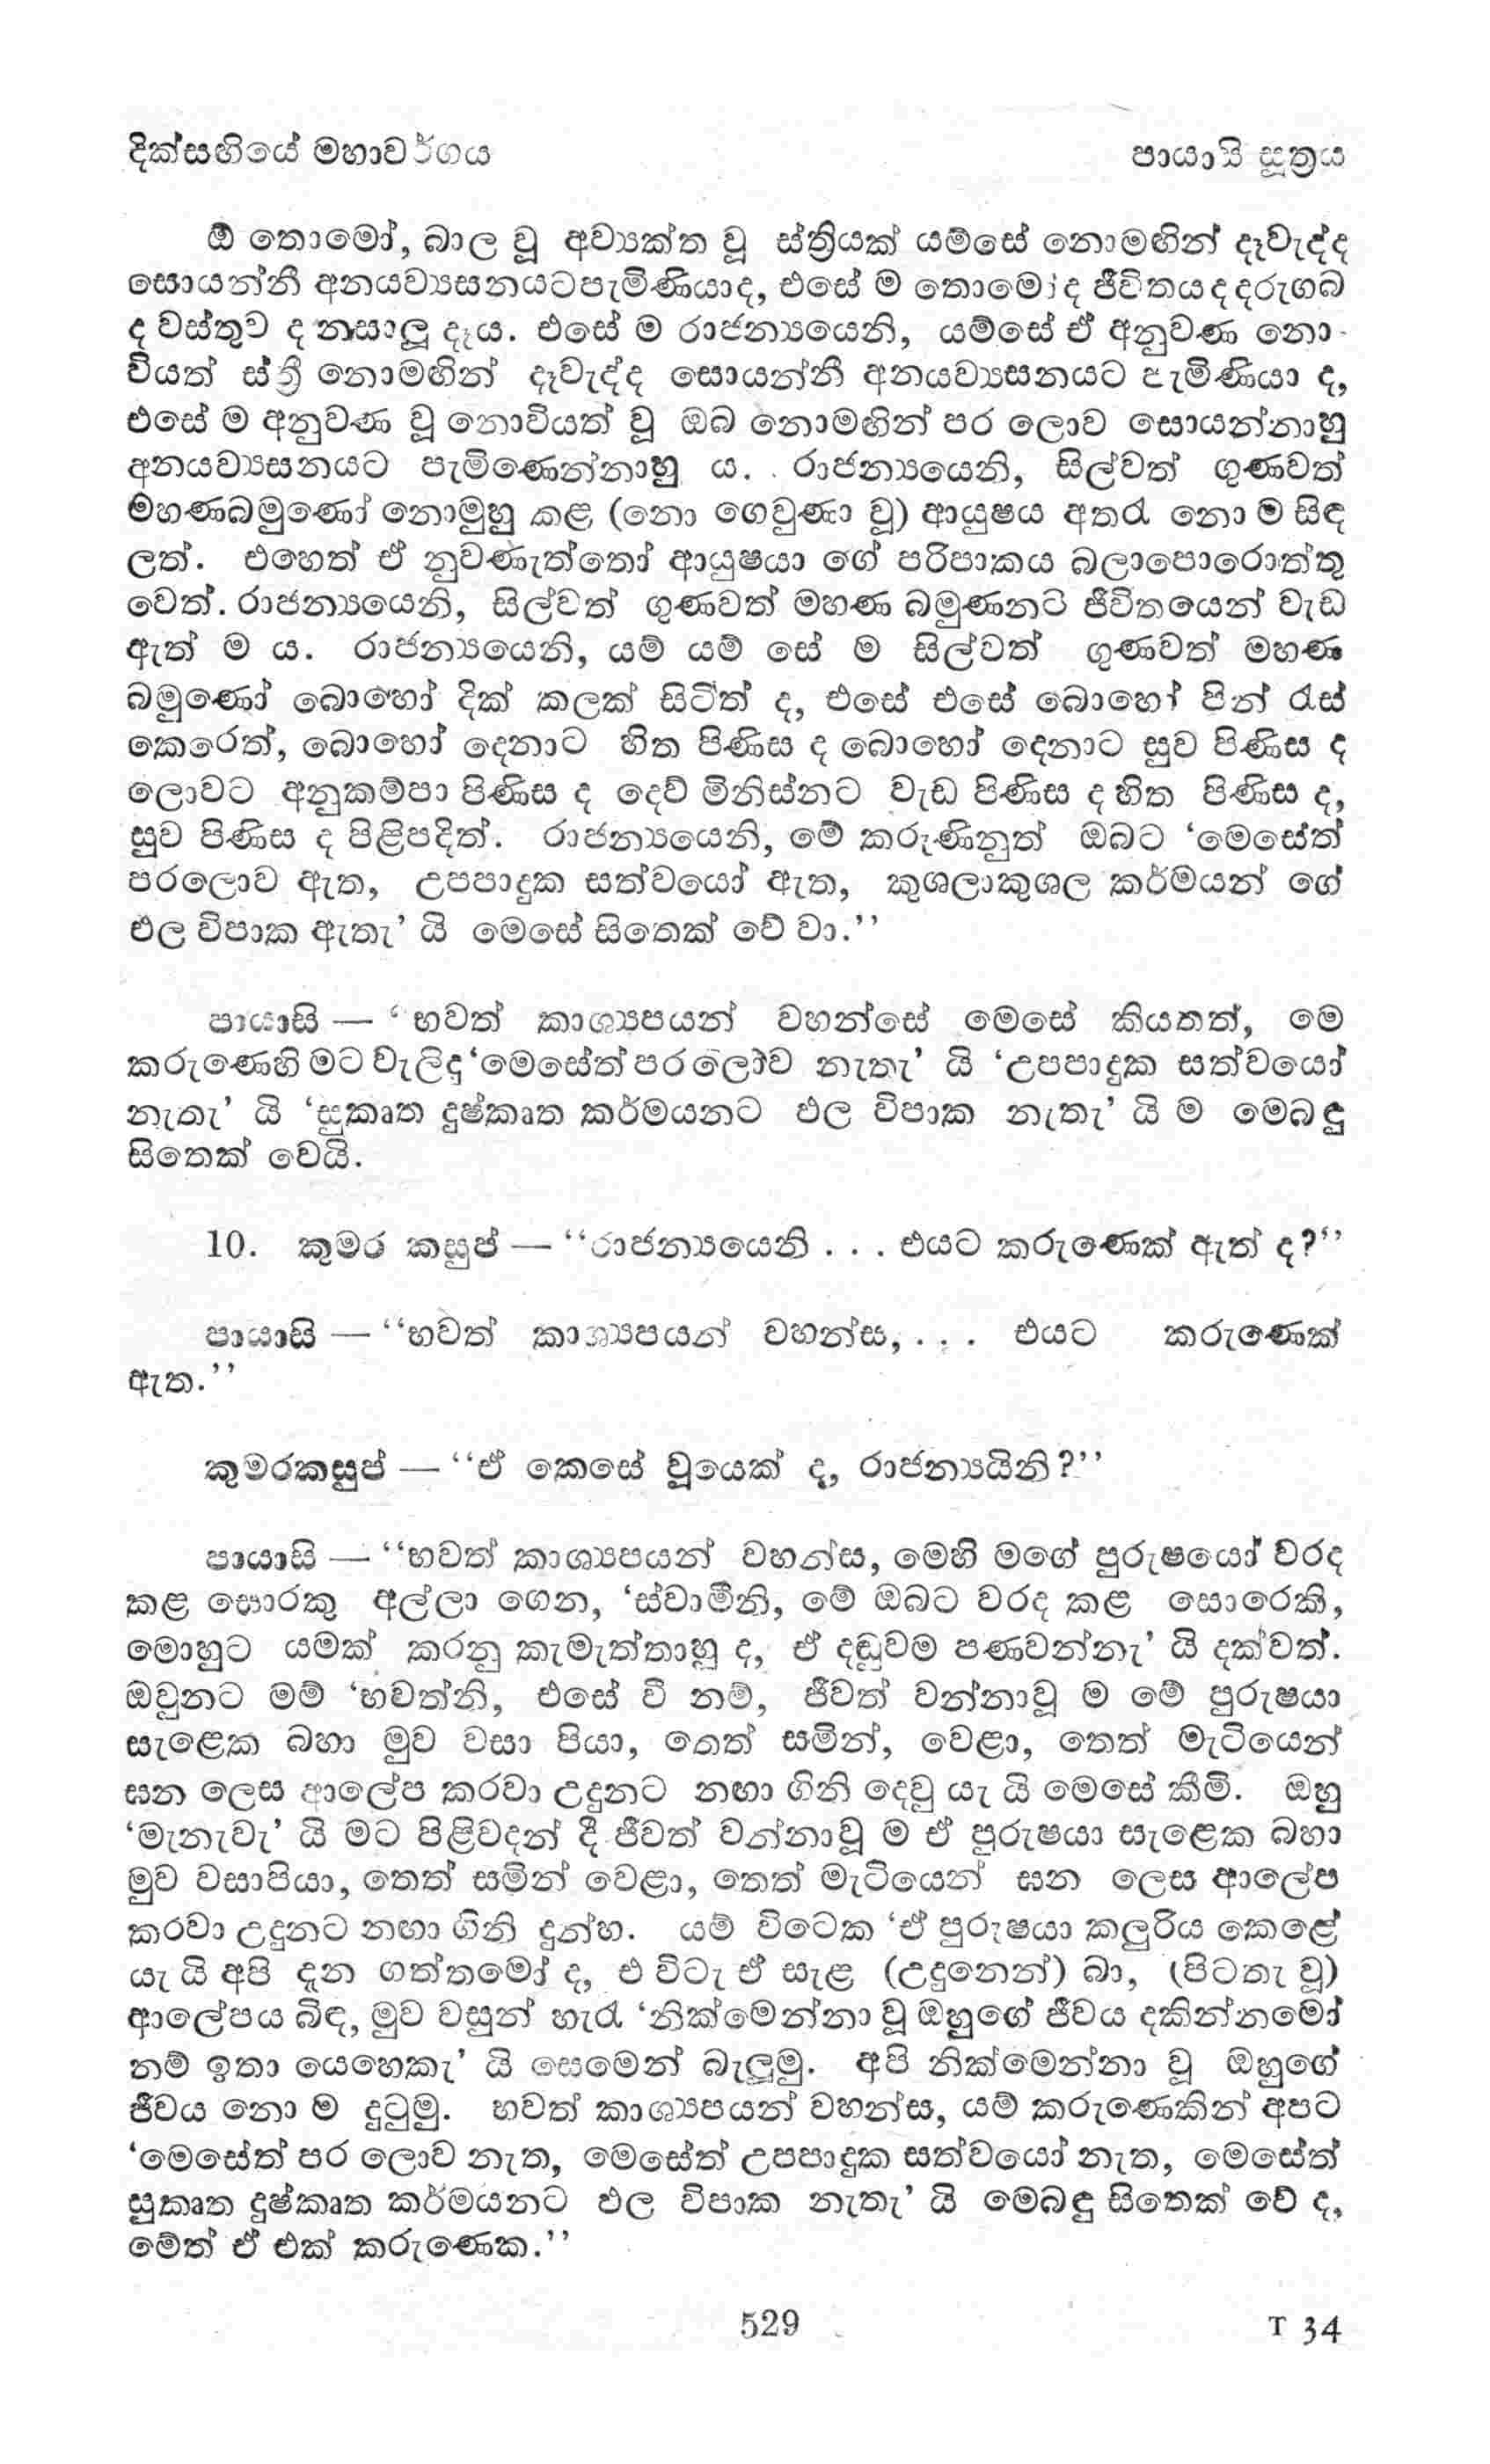 දික්සඟියේ මහාවර්ගය
පායාසි සූත්‍රය
ඕ තොමෝ, බාල වූ අව්‍යක්ත වූ ස්ත්‍රියක් යම්සේ නොමඟින් දෑවැද්ද
සොයන්නී අනයව්‍යසනයටපැමිණියාද, එසේ ම තොමෝද ජීවිතය ද දරුගබ
ද වස්තුව ද නසාලූ දෑය. එසේ ම රාජන්‍යයෙනි, යම්සේ ඒ අනුවණ නො-
වියත් ස්ත්‍රී නොමඟින් දෑවැද්ද සොයන්නී අනයව්‍යසනයට පැමිණියා ද,
එසේ ම අනුවණ වූ නොවියත් වූ ඔබ නොමඟින් පර ලොව සොයන්නාහු
අනයව්‍යසනයට පැමිණෙන්නාහු ය. රාජන්‍යයෙනි, සිල්වත් ගුණවත්
මහණබමුණෝ නොමුහු කළ (නො ගෙවුණා වූ) ආයුෂය අතරැ නො ම සිඳ
ලත්. එහෙත් ඒ නුවණැත්තෝ ආයුෂයා ගේ පරිපාකය බලාපොරොත්තු
වෙත්. රාජන්‍යයෙනි, සිල්වත් ගුණවත් මහණ බමුණනට ජීවිතයෙන් වැඩ
ඇත් ම ය. රාජන්‍යයෙනි, යම් යම් සේ ම සිල්වත් ගුණවත් මහණ
බමුණෝ බොහෝ දික් කලක් සිටිත් ද, එසේ එසේ බොහෝ පින් රැස්
කෙරෙත්, බොහෝ දෙනාට හිත පිණිස ද බොහෝ දෙනාට සුව පිණිස ද
ලොවට අනුකම්පා පිණිස ද දෙව් මිනිස්නට වැඩ පිණිස ද හිත පිණිස ද,
සුව පිණිස ද පිළිපදිත්. රාජන්‍යයෙනි, මේ කරුණිනුත් ඔබට ‘මෙසේත්
පරලොව ඇත, උපපාදුක සත්වයෝ ඇත, කුශලාකුශල කර්මයන් ගේ
ඵල විපාක ඇතැ’ යි මෙසේ සිතෙක් වේ වා.’’
පායාසි — ‘භවත් කාශ්‍යපයන් වහන්සේ මෙසේ කියතත්, මෙ
කරුණෙහි මට වැලිදු ‘මෙසේත් පර ලොව නැතැ’ යි ‘උපපාදුක සත්වයෝ
නැතැ’ යි ‘සුකෘත දුෂ්කෘත කර්මයනට ඵල විපාක නැතැ’ යි ම මෙබඳු
සිතෙක් වෙයි.
10. කුමර කසුප් — ‘‘රාජන්‍යයෙනි . . . එයට කරුණෙක් ඇත් ද?’’
පායාසි — ‘‘භවත් කාශ්‍යපයන් වහන්ස, . . . එයට කරුණෙක්
ඇත.’’
කුමරකසුප් — ‘‘ඒ කෙසේ වූයෙක් ද, රාජන්‍යයිනි?’’
පායාසි — ‘‘භවත් කාශ්‍යපයන් වහන්ස, මෙහි මගේ පුරුෂයෝ වරද
කළ සොරකු අල්ලා ගෙන, ‘ස්වාමීනි, මේ ඔබට වරද කළ සොරෙකි,
මොහුට යමක් කරනු කැමැත්තාහු ද, ඒ දඬුවම පණවන්නැ’ යි දක්වත්.
ඔවුනට මම් ‘භවත්නි, එසේ වී නම්, ජීවත් වන්නාවූ ම මේ පුරුෂයා
සැළෙක බහා මුව වසා පියා, තෙත් සමින්, වෙළා, තෙත් මැටියෙන්
ඝන ලෙස ආලේප කරවා උදුනට නඟා ගිනි දෙවු යැ යි මෙසේ කීමි. ඔහු
‘මැනැවැ’ යි මට පිළිවදන් දී ජීවත් වන්නාවූ ම ඒ පුරුෂයා සැළෙක බහා
මුව වසාපියා, තෙත් සමින් වෙළා, තෙත් මැටියෙන් ඝන ලෙස ආලේප
කරවා උදුනට නඟා ගිනි දුන්හ. යම් විටෙක ‘ඒ පුරුෂයා කලුරිය කෙළේ
යැ යි අපි දැන ගත්තමෝ ද, එ විටැ ඒ සැළ (උදුනෙන්) බා, (පිටතැ වූ)
ආලේපය බිඳ, මුව වසුන් හැරැ ‘නික්මෙන්නා වූ ඔහුගේ ජීවය දකින්නමෝ
නම් ඉතා යෙහෙකැ’ යි සෙමෙන් බැලූමු. අපි නික්මෙන්නා වූ ඔහුගේ
ජීවය නො ම දුටුමු. භවත් කාශ්‍යපයන් වහන්ස, යම් කරුණෙකින් අපට
‘මෙසේත් පර ලොව නැත, මෙසේත් උපපාදුක සත්වයෝ නැත, මෙසේත්
සුකෘත දුෂ්කෘත කර්මයනට ඵල විපාක නැතැ’ යි මෙබඳු සිතෙක් වේ ද,
මේත් ඒ එක් කරුණෙක.’’
529
T 34